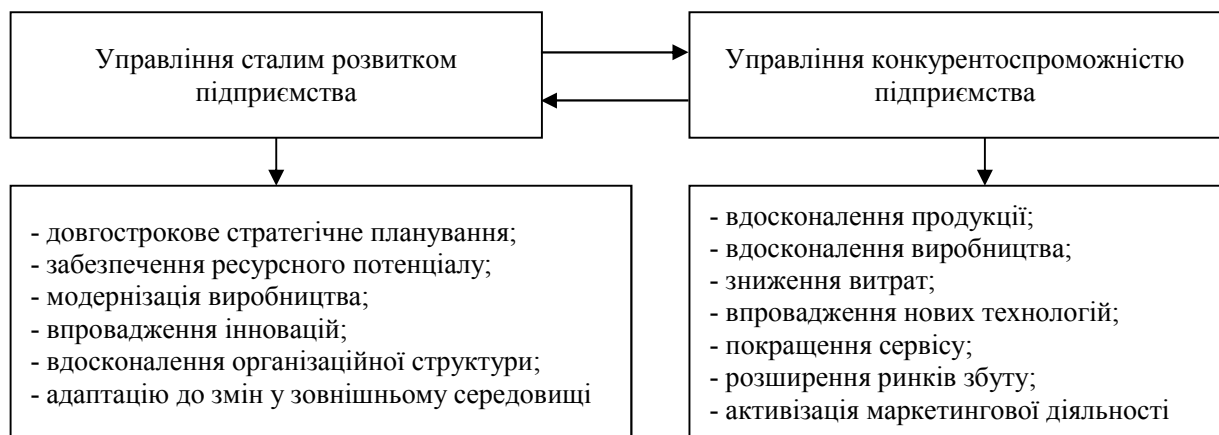 Управління сталим розвитком
підприємства
Управління конкурентоспроможністю
підприємства
- довгострокове стратегічне планування;
- забезпечення ресурсного потенціалу;
- модернізація виробництва;
- впровадження інновацій;
- вдосконалення організаційної структури;
- адаптацію до змін у зовнішньому середовищі
- вдосконалення продукції;
- вдосконалення виробництва;
- зниження витрат;
- впровадження нових технологій;
- покращення сервісу;
- розширення ринків збуту;
- активізація маркетингової діяльності